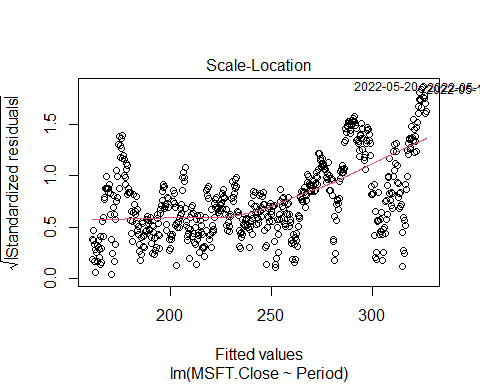 Scale-Location
2022-05-20
√|Standardized residuals|
0.0 0.5 1.0 1.5
200 250 300
Fitted values
lm(MSFT.Close ~ Period)